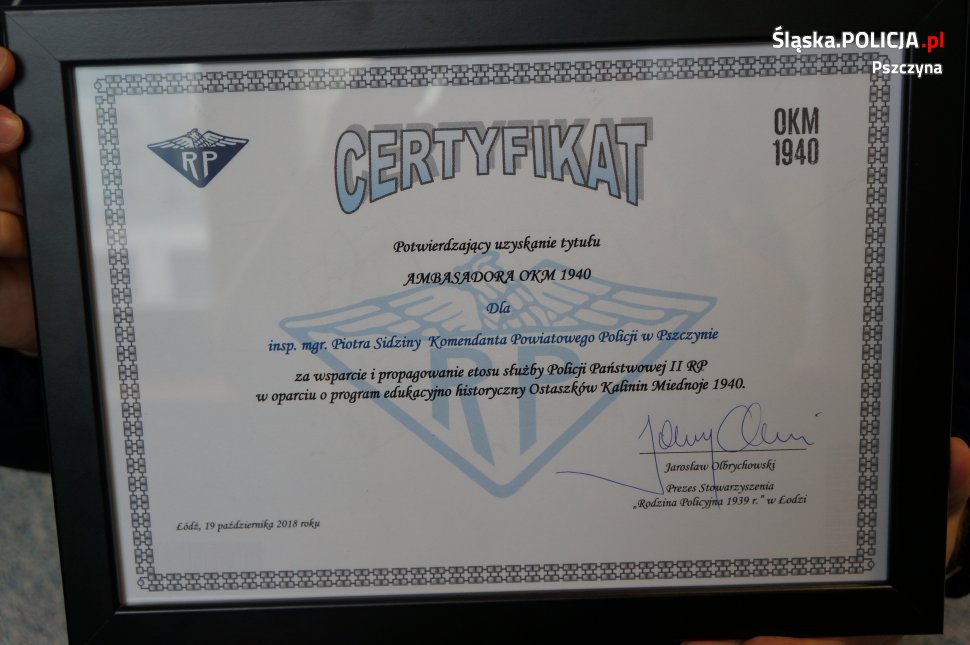 Śląska.POLICJA.pl
Pszczyna
RP
CERTYFIKAT
OKM
1940
Potwierdzający uzyskanie tytułu
AMBASADORA OKM 1940
Dla
insp. mgr. Piotra Sidziny Komendanta Powiatowego Policji w Pszczynie
za wsparcie i propagowanie etosu służby Policji Państwowej II RP
w oparciu o program edukacyjno historyczny Ostaszków Kalinin Miednoje 1940.
RP
Jarosław Olbrychowski
Prezes Stowarzyszenia
„Rodzina Policyjna 1939 r.” w Łodzi
Łódź, 19 października 2018 roku